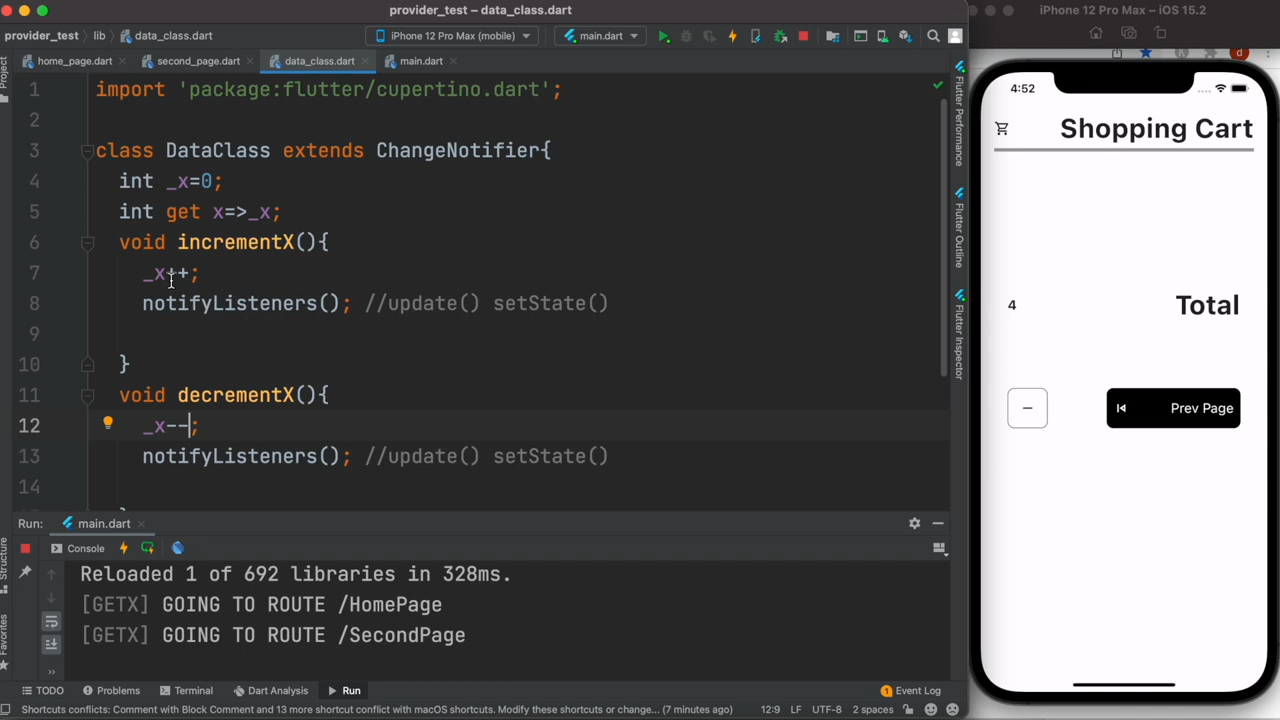 provider_test – data_class.dart
iPhone 12 Pro Max – iOS 15.2
provider_test
lib
data_class.dart
iPhone 12 Pro Max (mobile)
main.dart
home_page.dart
second_page.dart
data_class.dart
main.dart
Project
1 import 'package:flutter/cupertino.dart';
2
3 class DataClass extends ChangeNotifier{
4 int _x=0;
5 int get x=>_x;
6 void incrementX(){
7 _x++;
8 notifyListeners(); //update() setState()
9
10 }
11 void decrementX(){
12 _x--;
13 notifyListeners(); //update() setState()
14
Flutter Performance
Flutter Outline
Flutter Inspector
4:52
Shopping Cart
4
Total
Prev Page
Run:
main.dart
Console
Reloaded 1 of 692 libraries in 328ms.
[GETX] GOING TO ROUTE /HomePage
[GETX] GOING TO ROUTE /SecondPage
Structure
Favorites
TODO
Problems
Terminal
Dart Analysis
Run
1 Event Log
Shortcuts conflicts: Comment with Block Comment and 13 more shortcut conflict with macOS shortcuts. Modify these shortcuts or change... (7 minutes ago)
12:9
LF
UTF-8
2 spaces